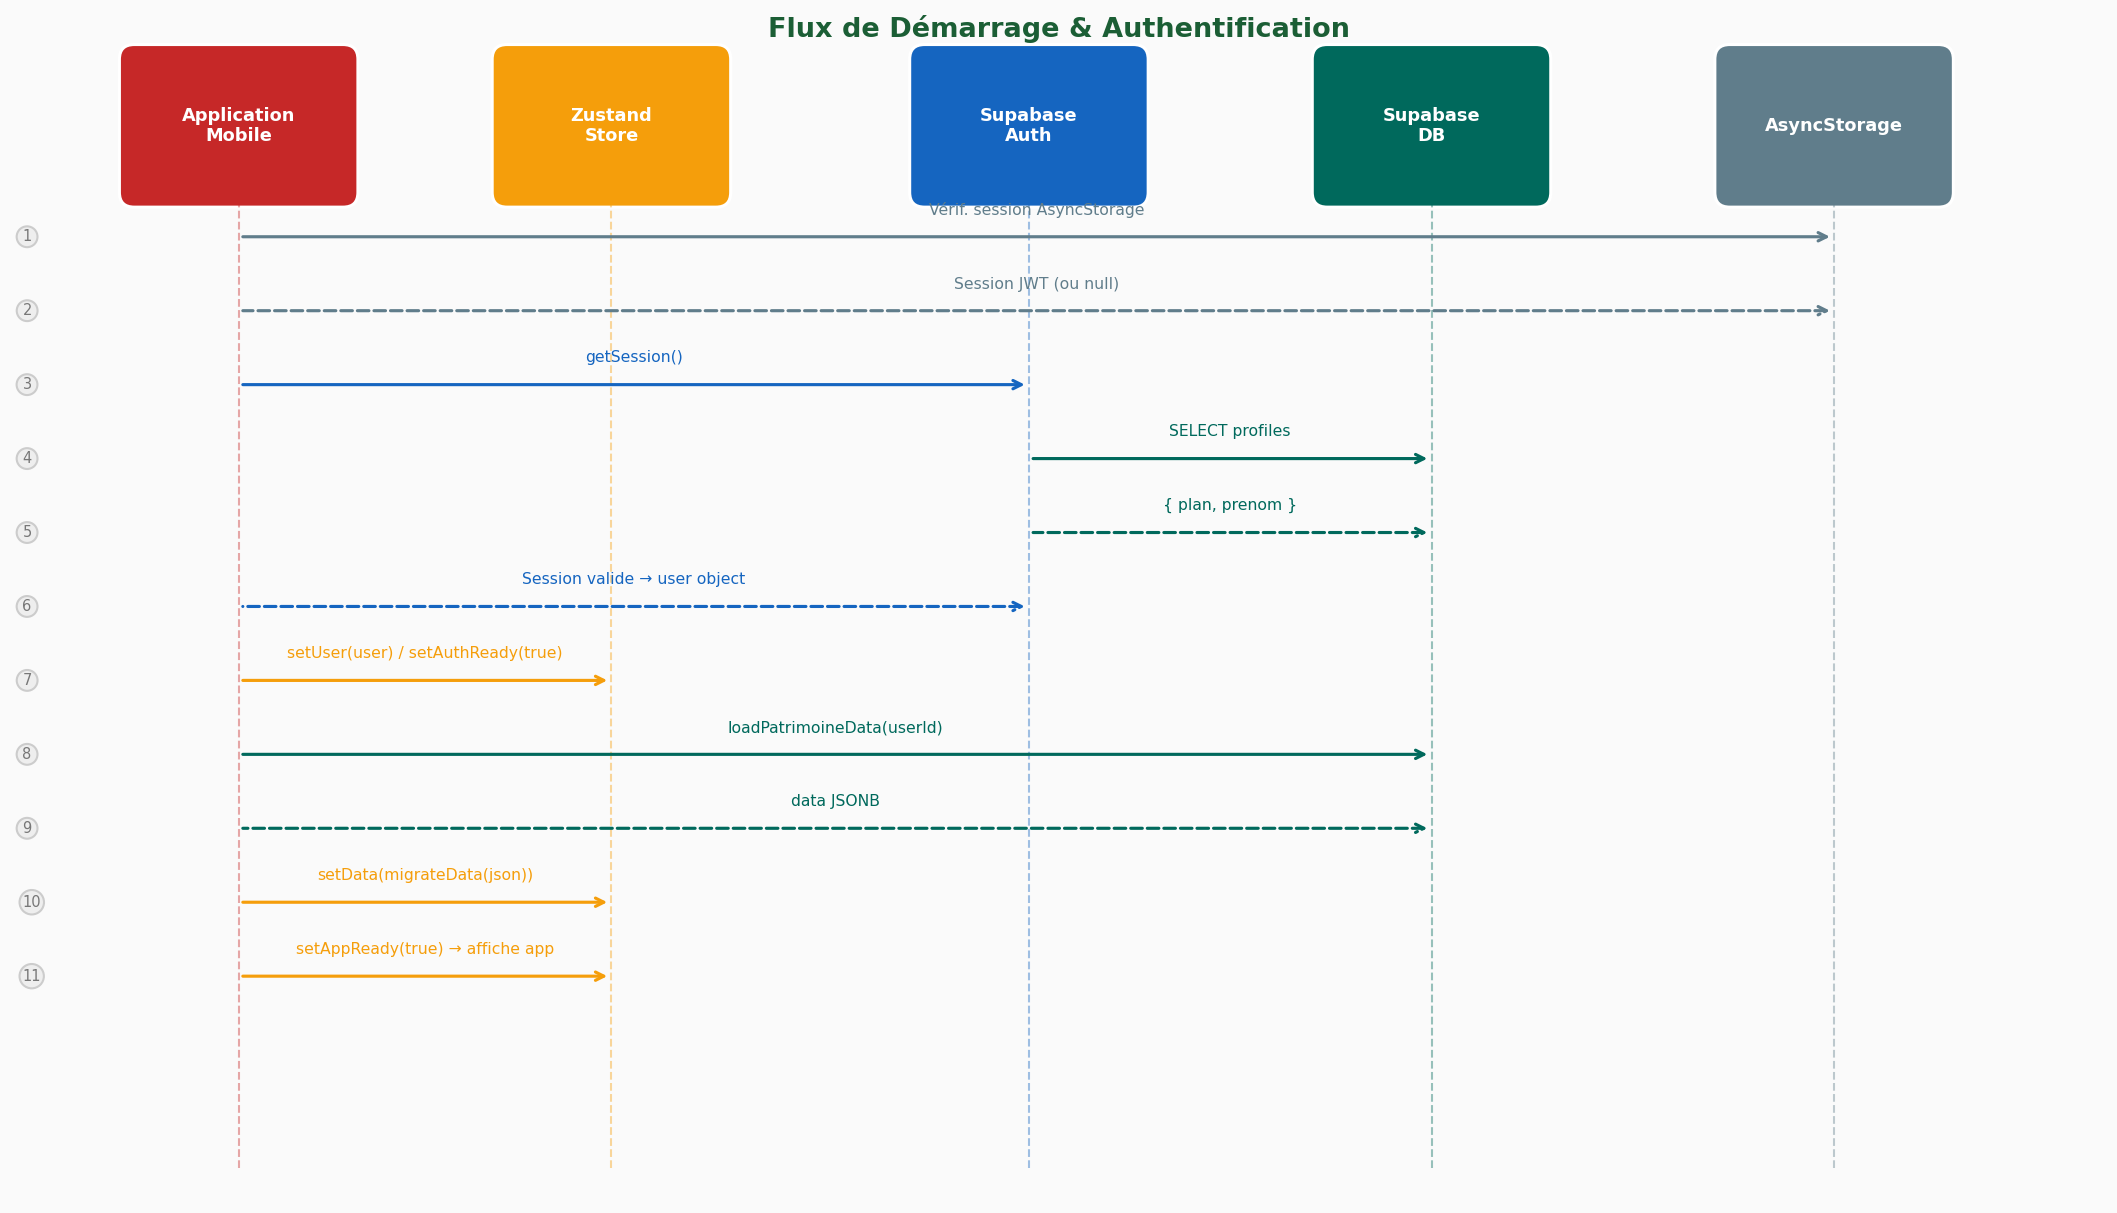 Flux de Démarrage & Authentification
Application
Mobile
Zustand
Store
Supabase
Auth
Supabase
DB
AsyncStorage
Vérif. session AsyncStorage
1
Session JWT (ou null)
2
getSession()
3
SELECT profiles
4
{ plan, prenom }
5
Session valide → user object
6
setUser(user) / setAuthReady(true)
7
loadPatrimoineData(userId)
8
data JSONB
9
setData(migrateData(json))
10
setAppReady(true) → affiche app
11